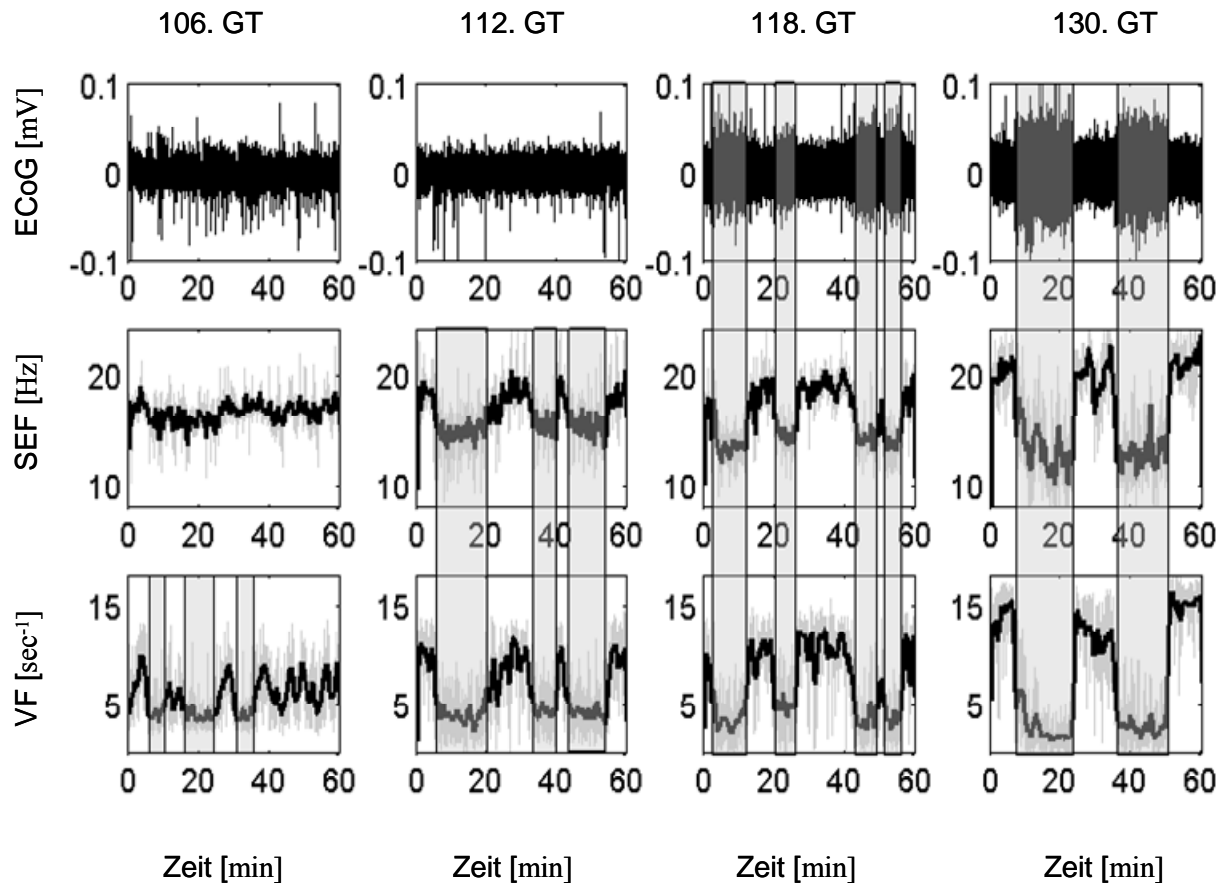 106. GT 112. GT 118. GT 130. GT
ECoG [mV]
0.1 0.1 0.1 0.1
0 0 0 0
-0.1 -0.1 -0.1 -0.1
0 20 40 60 0 20 40 60 0 20 40 60 0 20 40 60
SEF [Hz]
20 20 20 20
10 10 10 10
0 20 40 60 0 20 40 60 0 20 40 60 0 20 40 60
VF [sec-1]
15 15 15 15
5 5 5 5
0 20 40 60 0 20 40 60 0 20 40 60 0 20 40 60
Zeit [min] Zeit [min] Zeit [min] Zeit [min]